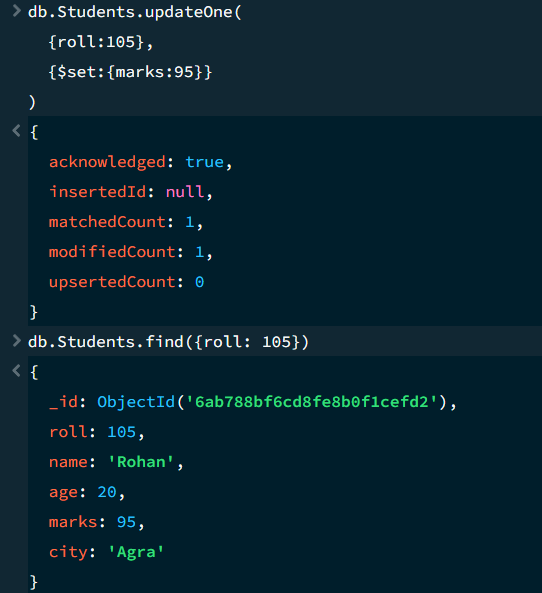 > db.Students.updateOne(
{roll:105},
{$set:{marks:95}}
)
< {
acknowledged: true,
insertedId: null,
matchedCount: 1,
modifiedCount: 1,
upsertedCount: 0
}
> db.Students.find({roll: 105})
< {
_id: ObjectId('6ab788bf6cd8fe8b0f1cefd2'),
roll: 105,
name: 'Rohan',
age: 20,
marks: 95,
city: 'Agra'
}